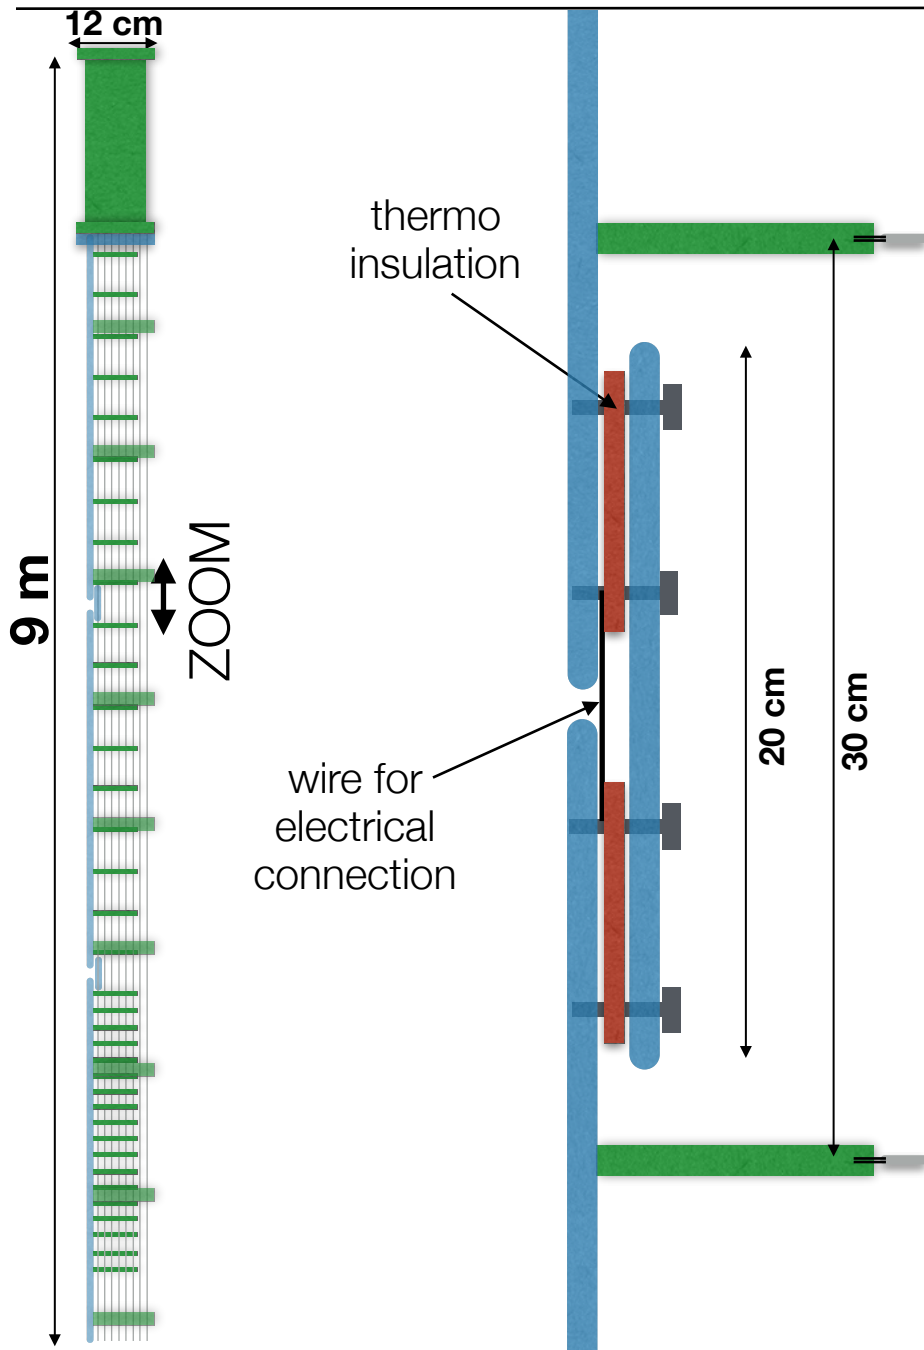 12 cm
9 m
ZOOM
thermo
insulation
wire for
electrical
connection
20 cm
30 cm